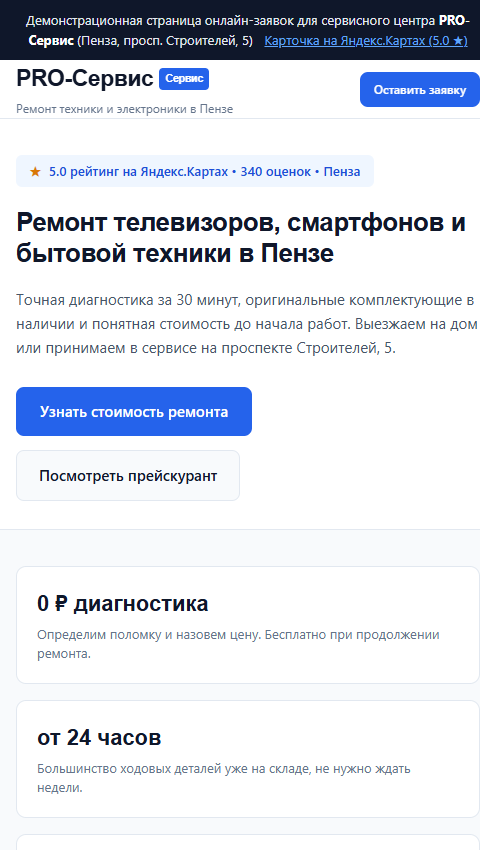 Демонстрационная страница онлайн-заявок для сервисного центра PRO-
Сервис (Пенза, просп. Строителей, 5) Карточка на Яндекс.Картах (5.0 ★)
PRO-Сервис Сервис
Ремонт техники и электроники в Пензе
Оставить заявку
★ 5.0 рейтинг на Яндекс.Картах • 340 оценок • Пенза
Ремонт телевизоров, смартфонов и
бытовой техники в Пензе
Точная диагностика за 30 минут, оригинальные комплектующие в
наличии и понятная стоимость до начала работ. Выезжаем на дом
или принимаем в сервисе на проспекте Строителей, 5.
Узнать стоимость ремонта
Посмотреть прейскурант
0 ₽ диагностика
Определим поломку и назовем цену. Бесплатно при продолжении
ремонта.
от 24 часов
Большинство ходовых деталей уже на складе, не нужно ждать
недели.